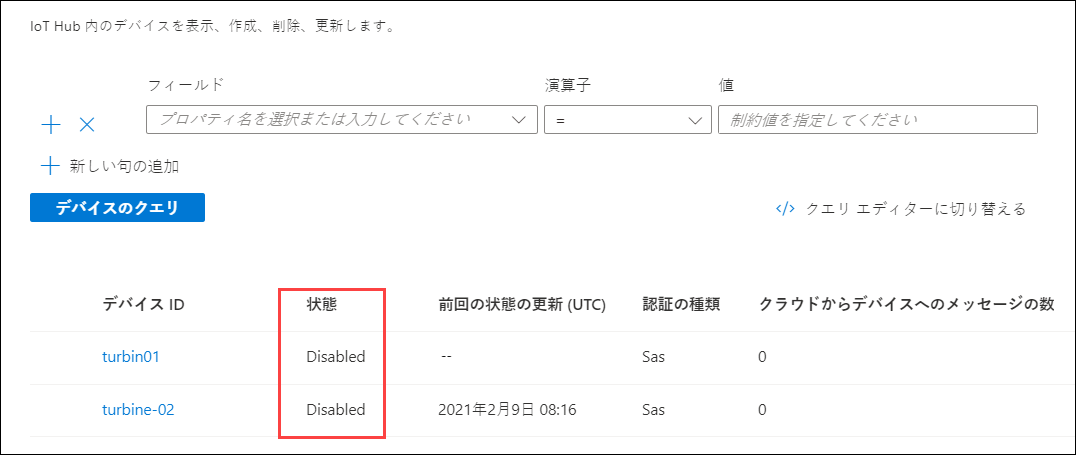 IoT Hub 内のデバイスを表示、作成、削除、更新します。
フィールド 演算子 値
プロパティ名を選択または入力してください = 制約値を指定してください
新しい句の追加
デバイスのクエリ </> クエリ エディターに切り替える
デバイス ID 状態 前回の状態の更新 (UTC) 認証の種類 クラウドからデバイスへのメッセージの数
turbin01 Disabled -- Sas 0
turbine-02 Disabled 2021年2月9日 08:16 Sas 0